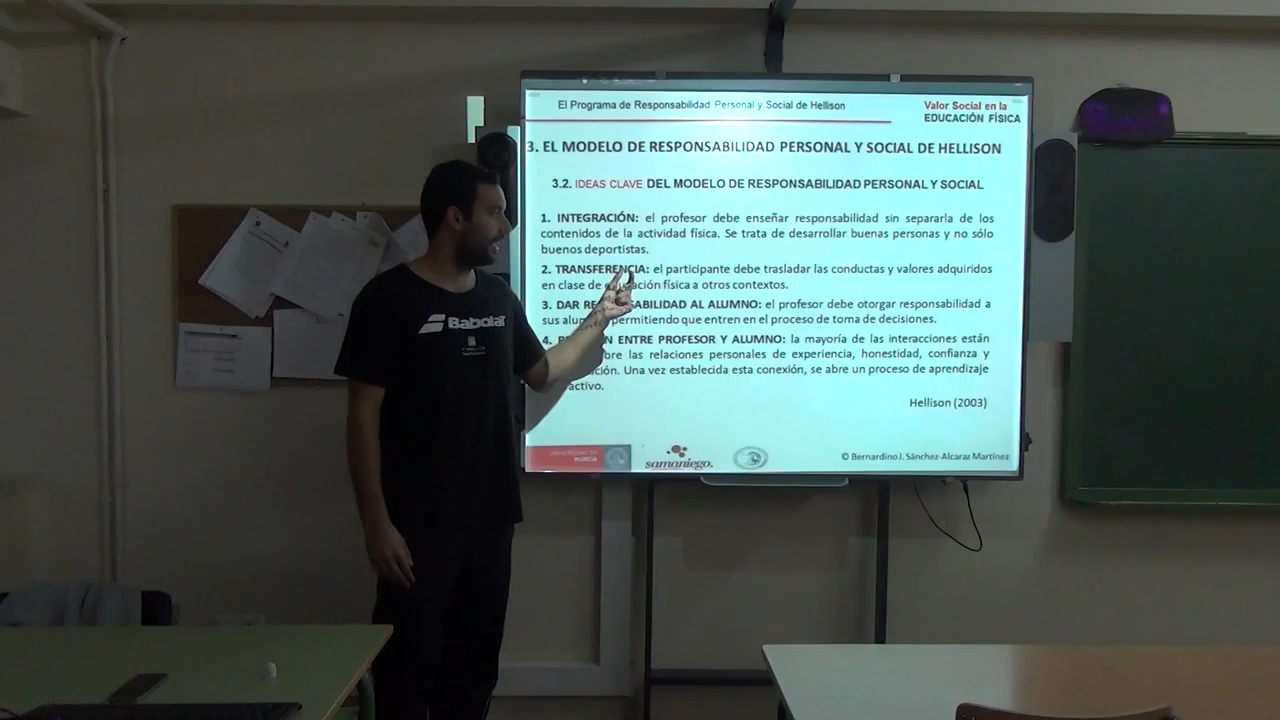 El Programa de Responsabilidad Personal y Social de Hellison
Valor Social en la
EDUCACIÓN FÍSICA
3. EL MODELO DE RESPONSABILIDAD PERSONAL Y SOCIAL DE HELLISON
3.2. IDEAS CLAVE DEL MODELO DE RESPONSABILIDAD PERSONAL Y SOCIAL
1. INTEGRACIÓN: el profesor debe enseñar responsabilidad sin separarla de los
contenidos de la actividad física. Se trata de desarrollar buenas personas y no sólo
buenos deportistas.
2. TRANSFERENCIA: el participante debe trasladar las conductas y valores adquiridos
en clase de educación física a otros contextos.
3. DAR RESPONSABILIDAD AL ALUMNO: el profesor debe otorgar responsabilidad a
sus alumnos permitiendo que entren en el proceso de toma de decisiones.
4. ENTRE PROFESOR Y ALUMNO: la mayoría de las interacciones están
las relaciones personales de experiencia, honestidad, confianza y
Una vez establecida esta conexión, se abre un proceso de aprendizaje
activo.
Hellison (2003)
UNIVERSIDAD DE
MURCIA
samaniego.
© Bernardino J. Sánchez-Alcaraz Martínez
Babolat